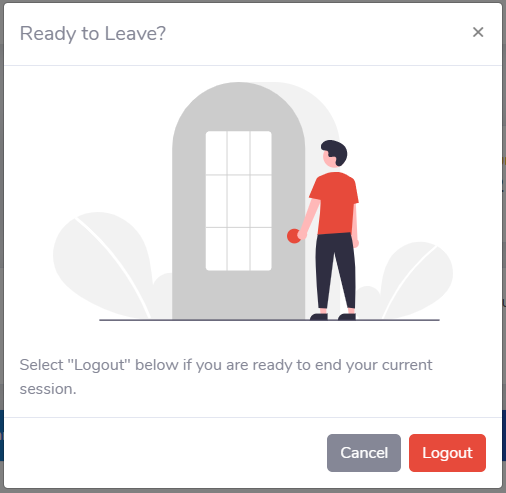 Ready to Leave?
Select "Logout" below if you are ready to end your current
session.
Cancel
Logout